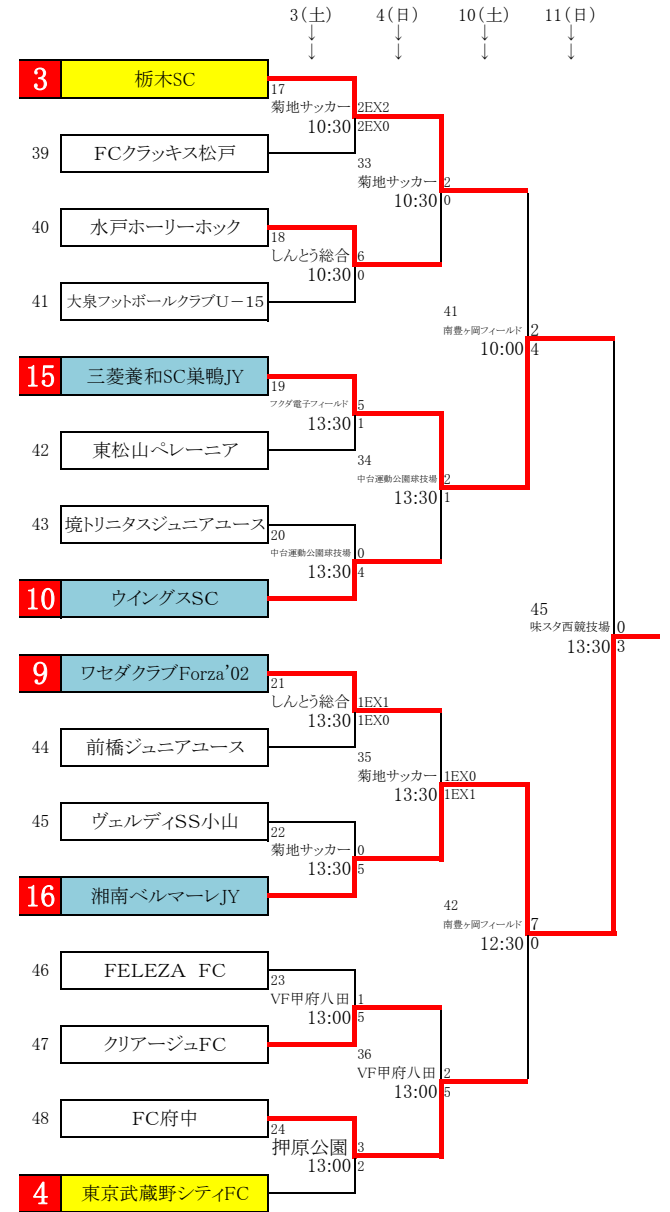 3(土) 4(日) 10(土) 11(日)
↓ ↓ ↓ ↓
↓ ↓ ↓ ↓
3 栃木SC
17
菊地サッカー 2EX2
10:30 2EX0
39 FCクラッキス松戸
33
菊地サッカー 2
10:30 0
40 水戸ホーリーホック
18
しんとう総合 6
10:30 0
41 大泉フットボールクラブU－15
41
南豊ヶ岡フィールド 2
10:00 4
15 三菱養和SC巣鴨JY
19
フクダ電子フィールド 5
13:30 1
42 東松山ペレーニア
34
中台運動公園球技場 2
13:30 1
43 境トリニタスジュニアユース
20
中台運動公園球技場 0
13:30 4
10 ウイングスSC
45
味スタ西競技場 0
13:30 3
9 ワセダクラブForza'02
21
しんとう総合 1EX1
13:30 1EX0
44 前橋ジュニアユース
35
菊地サッカー 1EX0
13:30 1EX1
45 ヴェルディSS小山
22
菊地サッカー 0
13:30 5
16 湘南ベルマーレJY
42
南豊ヶ岡フィールド 7
12:30 0
46 FELEZA FC
23
VF甲府八田 1
13:00 5
47 クリアージュFC
36
VF甲府八田 2
13:00 5
48 FC府中
24
押原公園 3
13:00 2
4 東京武蔵野シティFC